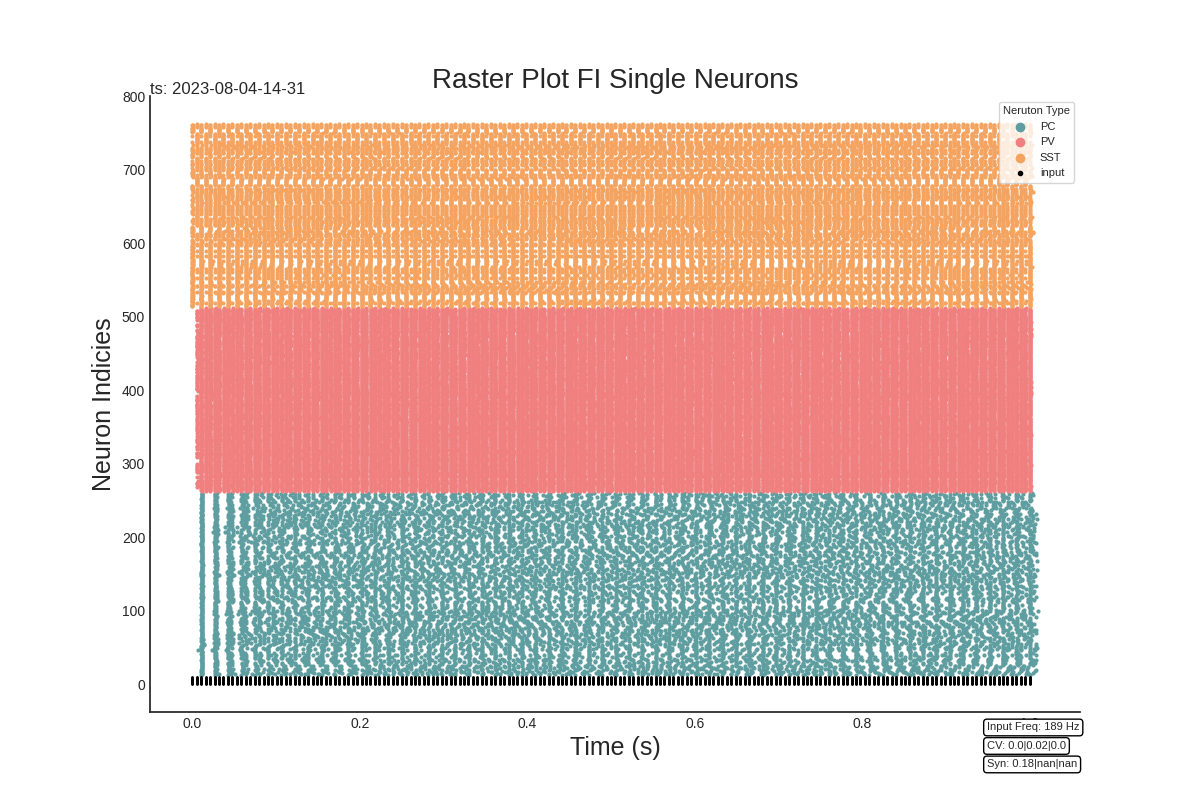 Raster Plot FI Single Neurons
ts: 2023-08-04-14-31
Neruton Type
PC
PV
SST
input
Neuron Indicies
800
700
600
500
400
300
200
100
0
0.0
0.2
0.4
0.6
0.8
Time (s)
Input Freq: 189 Hz
CV: 0.0|0.02|0.0
Syn: 0.18|nan|nan